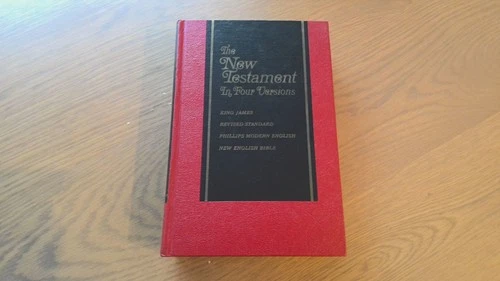 The
New
Testament
In Four Versions
KING JAMES
REVISED STANDARD
PHILLIPS MODERN ENGLISH
NEW ENGLISH BIBLE